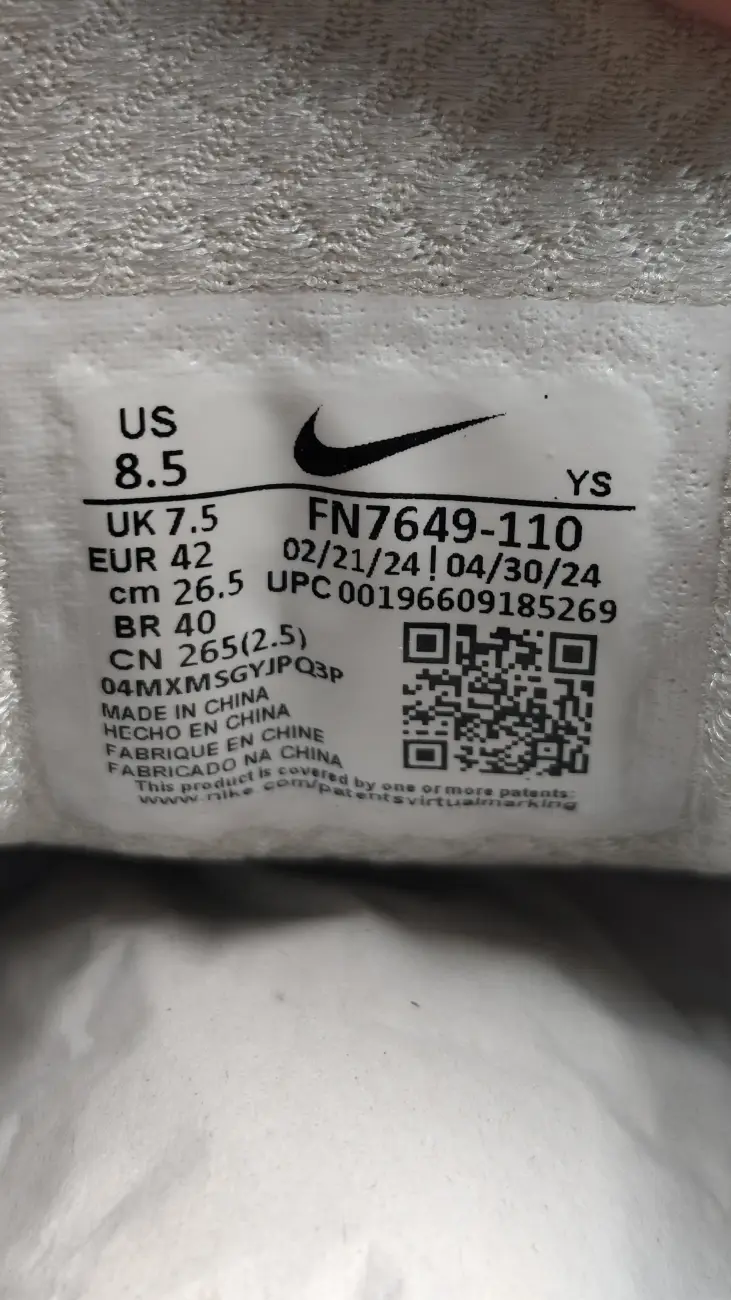 US
8.5
YS
UK 7.5
EUR 42
cm 26.5
BR 40
CN 265(2.5)
FN7649-110
02/21/24 | 04/30/24
UPC 00196609185269
04MXMSGYJPQ3P
MADE IN CHINA
HECHO EN CHINA
FABRIQUE EN CHINE
FABRICADO NA CHINA
This product is covered by one or more patents:
www.nike.com/patentsvirtualmarking